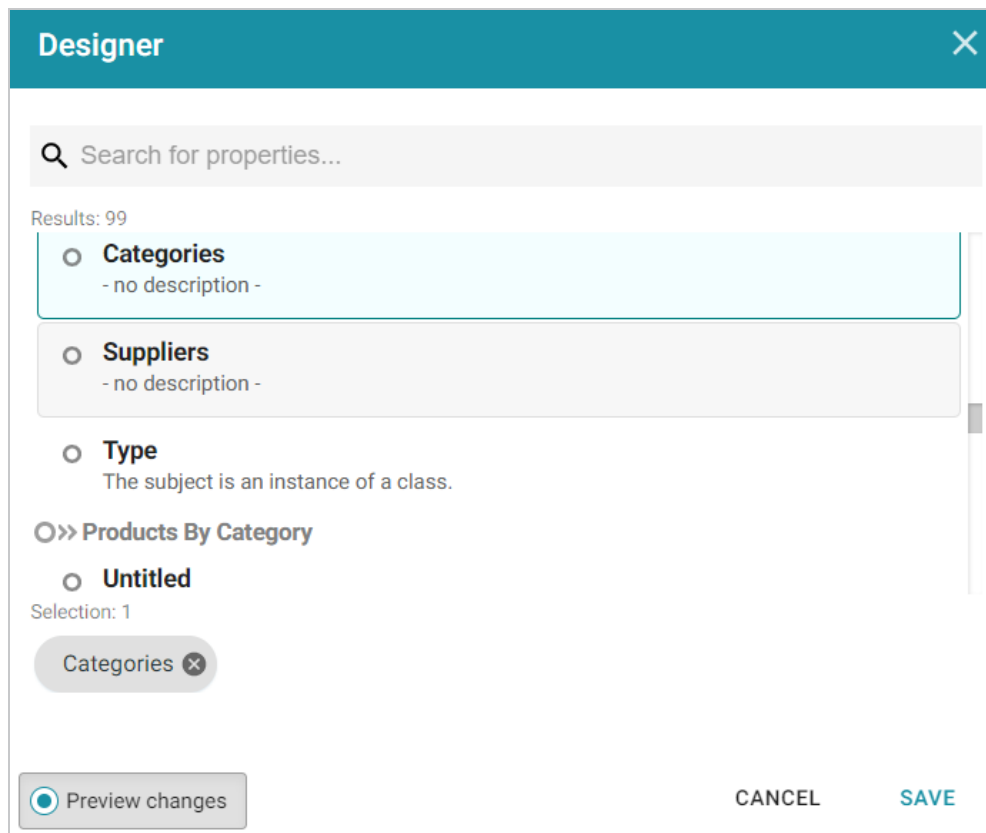 Designer
Search for properties...
Results: 99
Categories
- no description -
Suppliers
- no description -
Type
The subject is an instance of a class.
Products By Category
Untitled
Selection: 1
Categories
Preview changes
CANCEL
SAVE